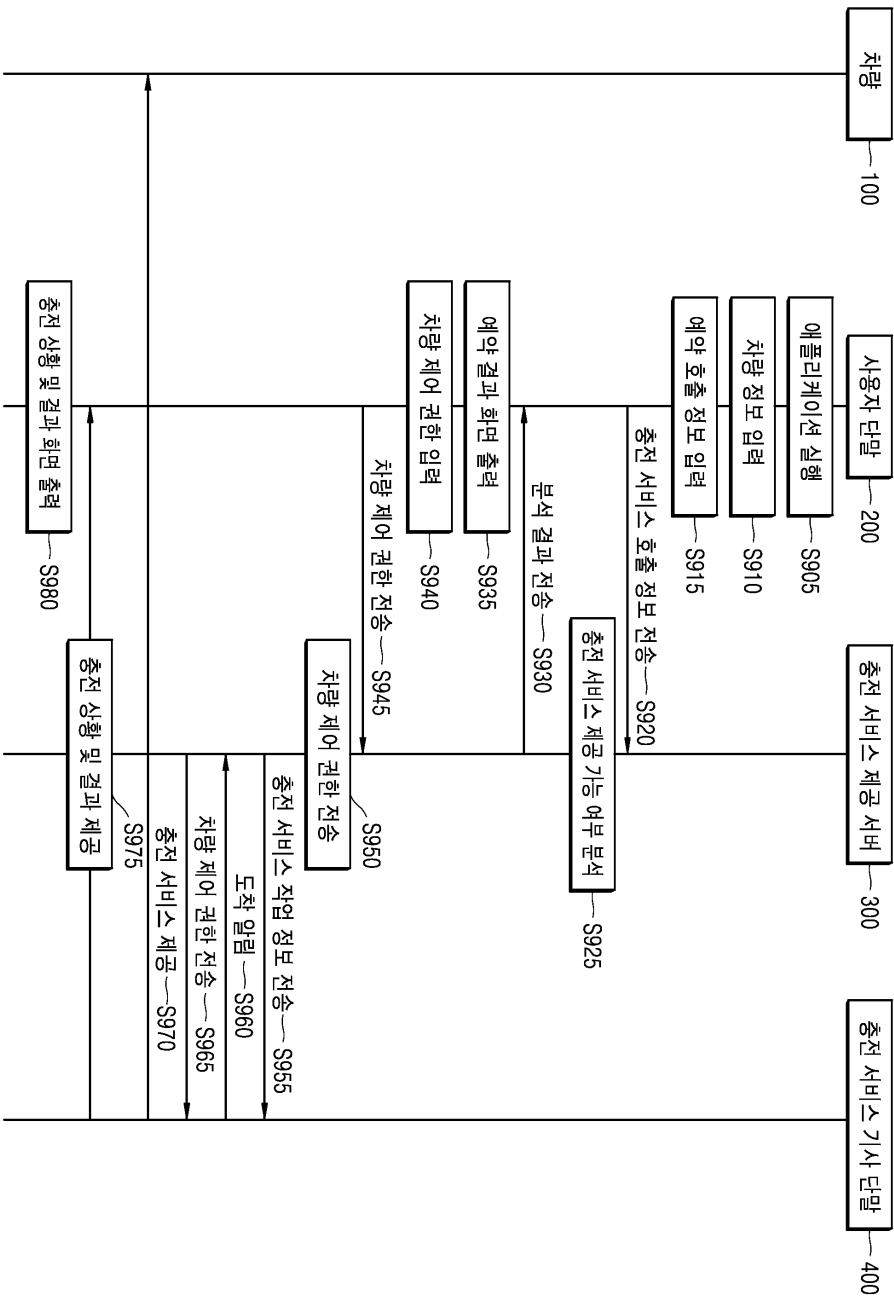 차량
100
사용자 단말
200
충전 서비스 제공 서버
300
충전 서비스 기사 단말
400
애플리케이션 실행
S905
차량 정보 입력
S910
예약 호출 정보 입력
S915
충전 서비스 호출 정보 전송
S920
충전 서비스 제공 가능 여부 분석
S925
분석 결과 전송
S930
예약 결과 화면 출력
S935
차량 제어 권한 입력
S940
차량 제어 권한 전송
S945
차량 제어 권한 전송
S950
충전 서비스 작업 정보 전송
S955
도착 알림
S960
차량 제어 권한 전송
S965
충전 서비스 제공
S970
충전 상황 및 결과 제공
S975
충전 상황 및 결과 화면 출력
S980